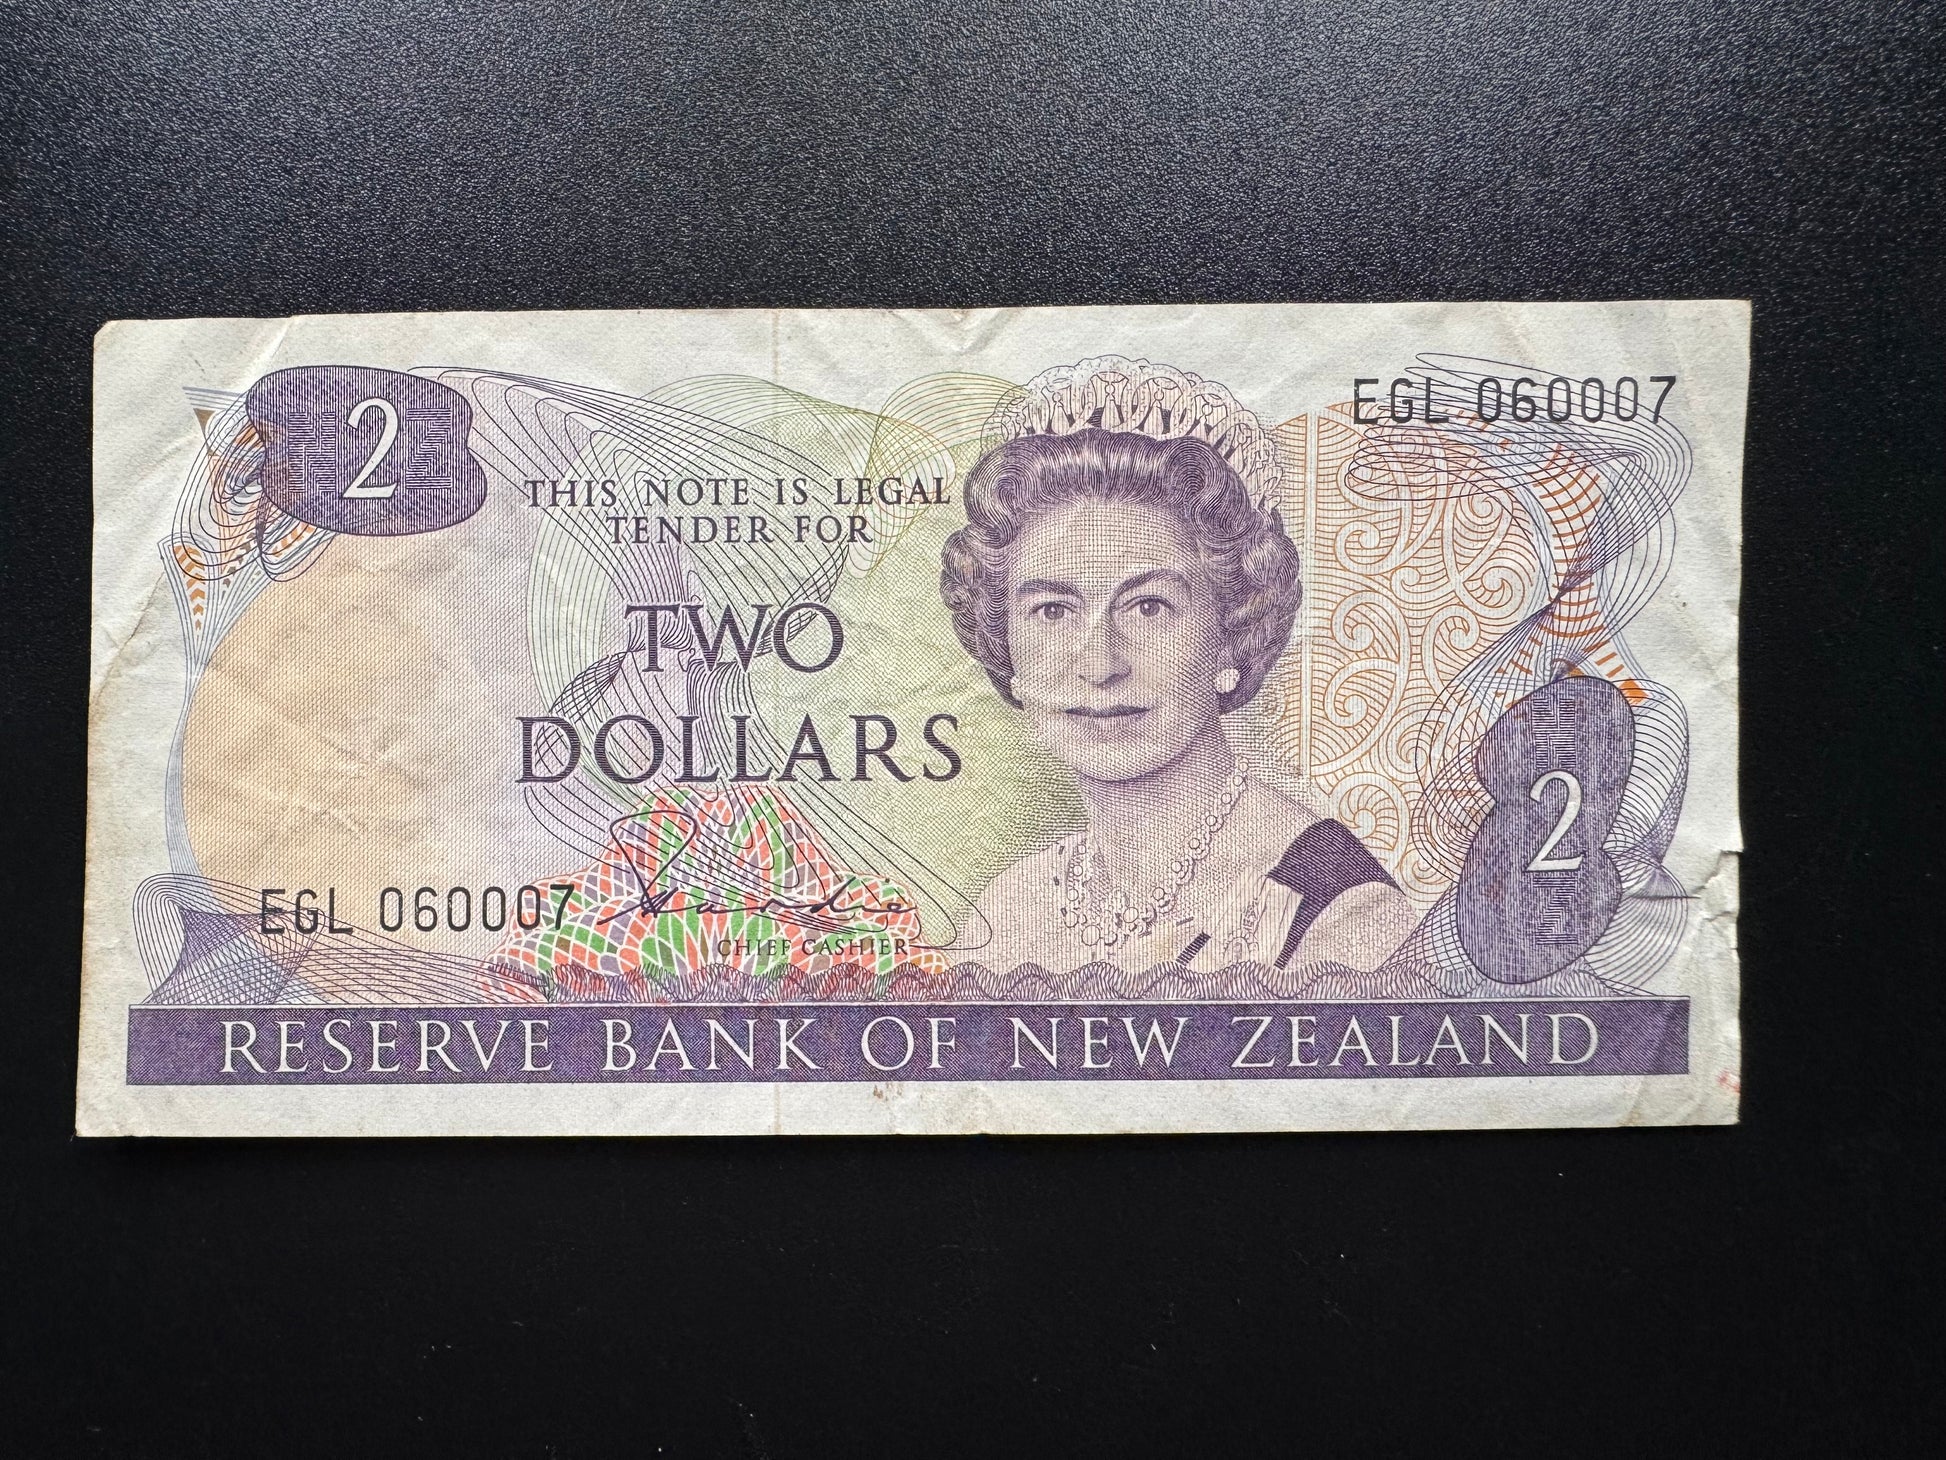 2
EGL 060007
THIS NOTE IS LEGAL
TENDER FOR
TWO
DOLLARS
EGL 060007
CHIEF CASHIER
2
RESERVE BANK OF NEW ZEALAND